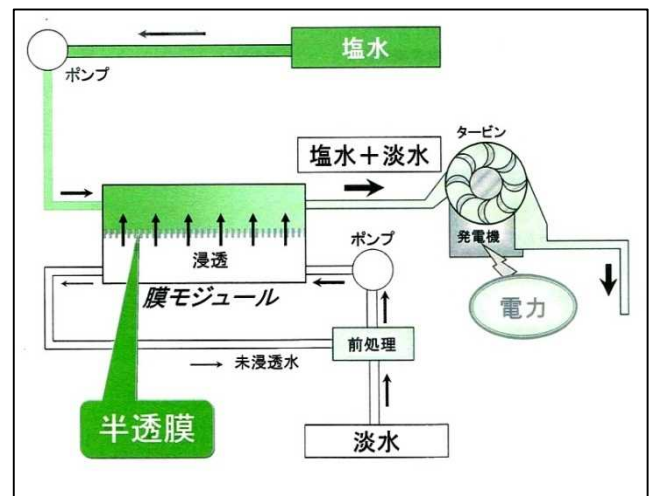 塩水
ポンプ
タービン
塩水＋淡水
発電機
浸透
ポンプ
膜モジュール
電力
前処理
未浸透水
半透膜
淡水